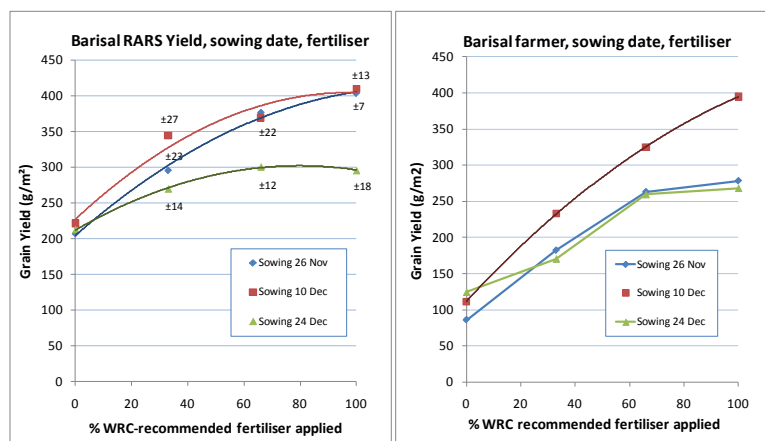 Barisal RARS Yield, sowing date, fertiliser
450
400
350
300
250
200
150
100
50
0
Grain Yield (g/m²)
±27
±23
±14
±22
±12
±13
±7
±18
Sowing 26 Nov
Sowing 10 Dec
Sowing 24 Dec
0 20 40 60 80 100
% WRC-recommended fertiliser applied
Barisal farmer, sowing date, fertiliser
450
400
350
300
250
200
150
100
50
0
Grain Yield (g/m2)
Sowing 26 Nov
Sowing 10 Dec
Sowing 24 Dec
0 20 40 60 80 100
% WRC recommended fertiliser applied